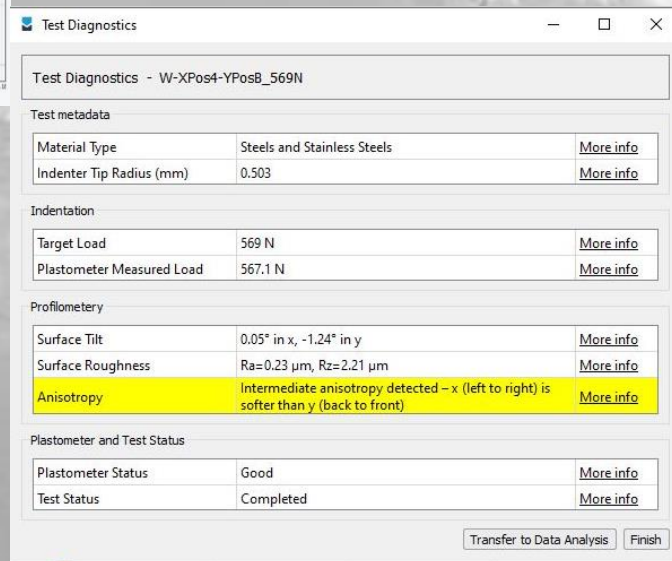 Test Diagnostics
Test Diagnostics - W-XPos4-YPosB_569N
Test metadata
Material Type Steels and Stainless Steels More info
Indenter Tip Radius (mm) 0.503 More info
Indentation
Target Load 569 N More info
Plastometer Measured Load 567.1 N More info
Profilometery
Surface Tilt 0.05° in x, -1.24° in y More info
Surface Roughness Ra=0.23 µm, Rz=2.21 µm More info
Anisotropy Intermediate anisotropy detected – x (left to right) is
softer than y (back to front) More info
Plastometer and Test Status
Plastometer Status Good More info
Test Status Completed More info
Transfer to Data Analysis Finish